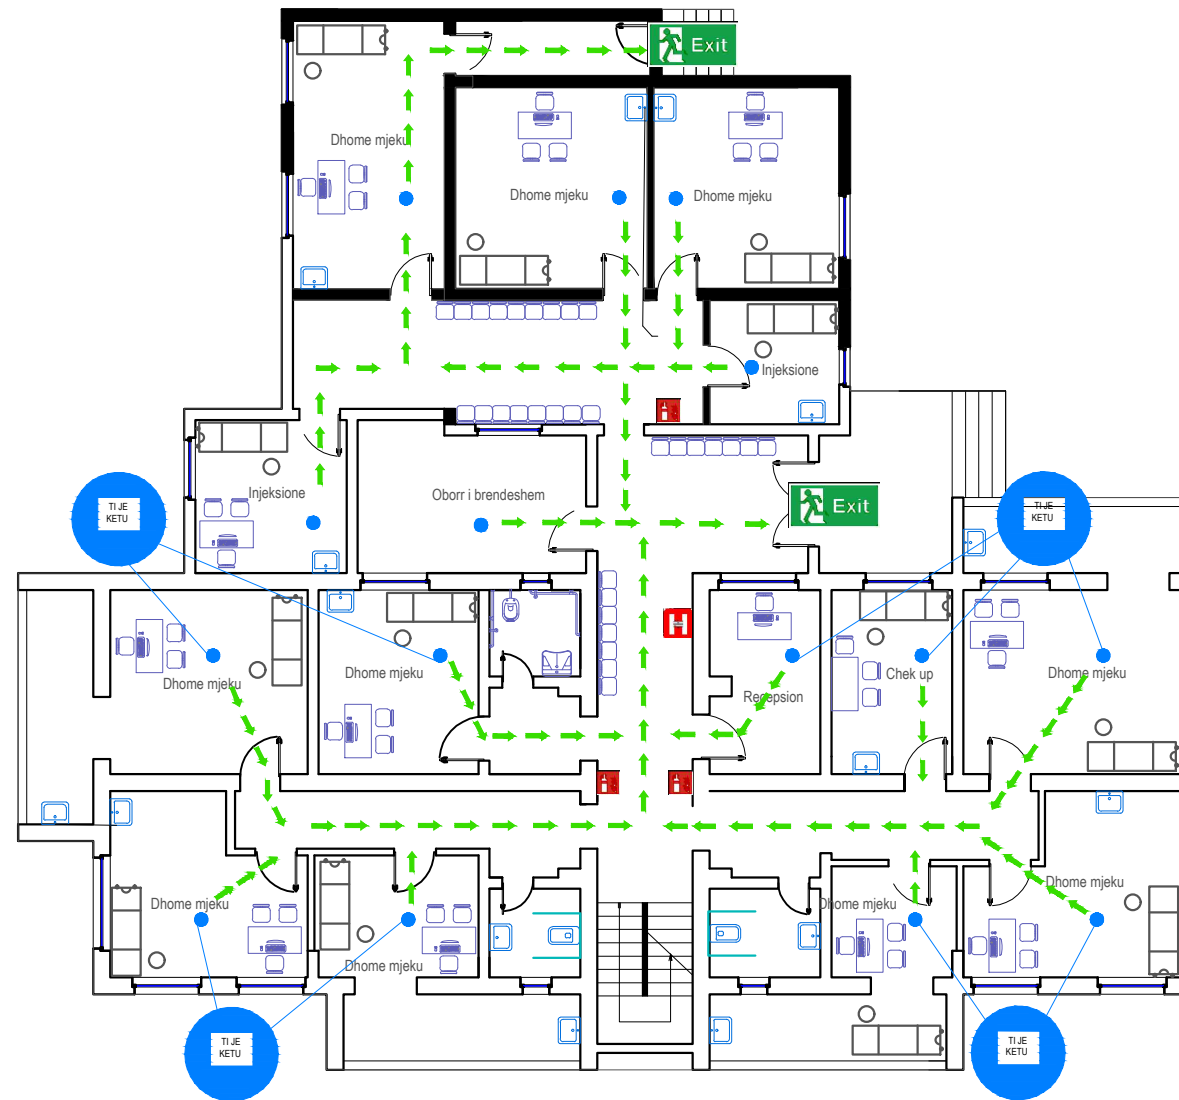 Exit
Dhome mjeku
Dhome mjeku
Dhome mjeku
Injeksione
Injeksione
Oborr i brendeshem
Exit
TI JE
KETU
TI JE
KETU
Dhome mjeku
Dhome mjeku
Recepsion
Chek up
Dhome mjeku
Dhome mjeku
Dhome mjeku
Dhome mjeku
Dhome mjeku
TI JE
KETU
TI JE
KETU